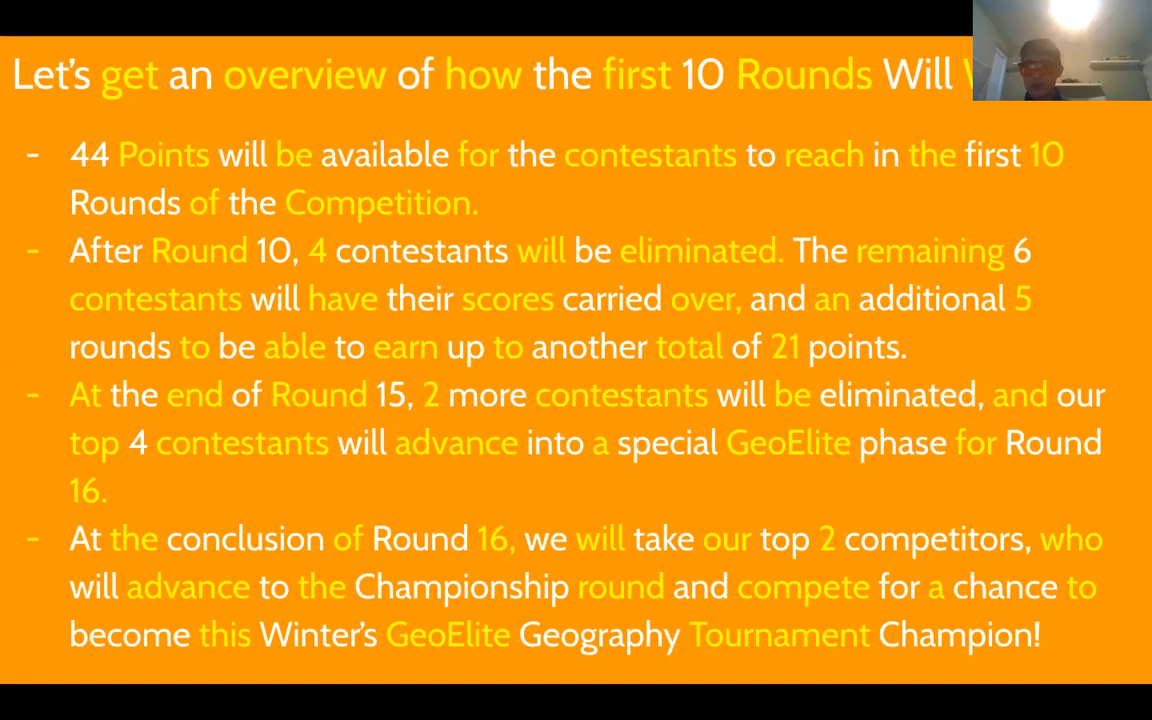 Let's get an overview of how the first 10 Rounds Will
- 44 Points will be available for the contestants to reach in the first 10
Rounds of the Competition.
- After Round 10, 4 contestants will be eliminated. The remaining 6
contestants will have their scores carried over, and an additional 5
rounds to be able to earn up to another total of 21 points.
- At the end of Round 15, 2 more contestants will be eliminated, and our
top 4 contestants will advance into a special GeoElite phase for Round
16.
- At the conclusion of Round 16, we will take our top 2 competitors, who
will advance to the Championship round and compete for a chance to
become this Winter's GeoElite Geography Tournament Champion!